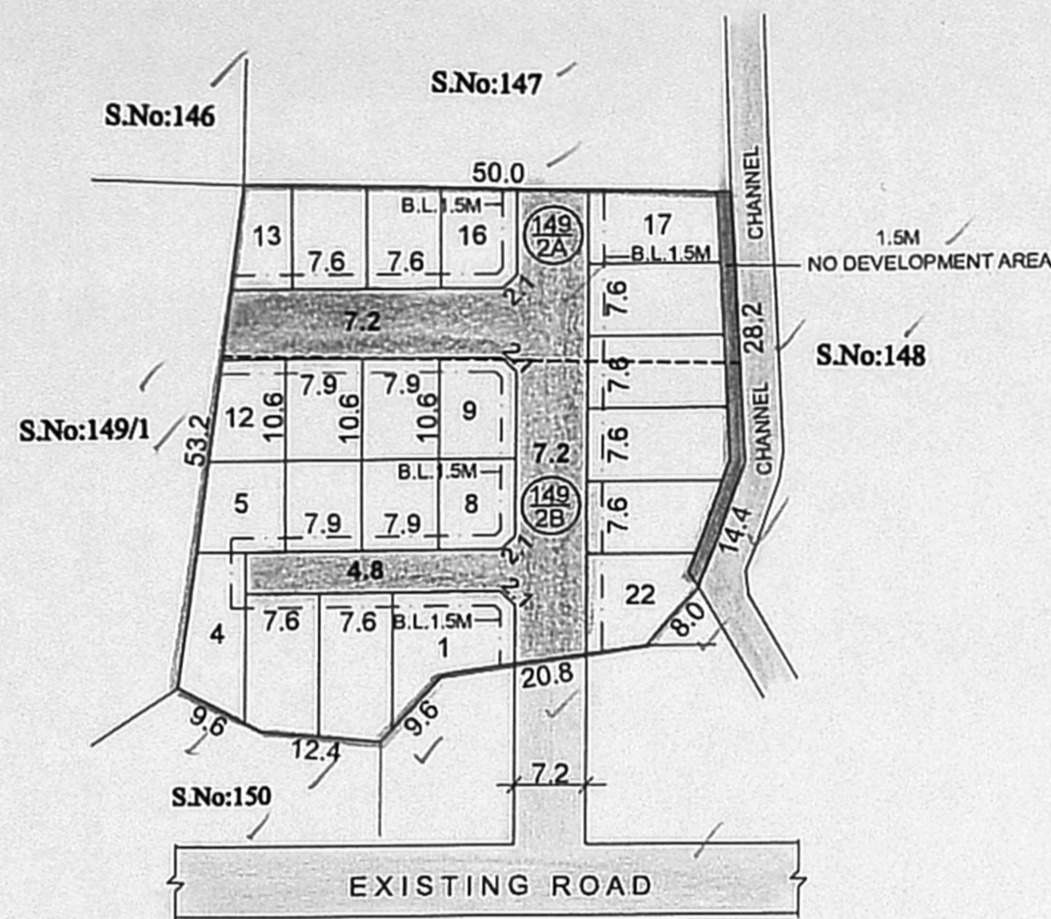 S.No:147
S.No:146
50.0
CHANNEL
B.L.1.5M
149
2A
13
16
17
1.5M
NO DEVELOPMENT AREA
7.6
7.6
B.L.1.5M
2.1
7.6
7.2
28.2
2.1
S.No:148
7.6
7.9
7.9
12
10.6
10.6
10.6
9
S.No:149/1
53.2
7.2
7.6
CHANNEL
B.L.1.5M
149
2B
5
7.9
7.9
8
7.6
14.4
2.1
4.8
2.1
22
7.6
7.6
B.L.1.5M
4
1
8.0
20.8
9.6
9.6
12.4
7.2
S.No:150
EXISTING ROAD